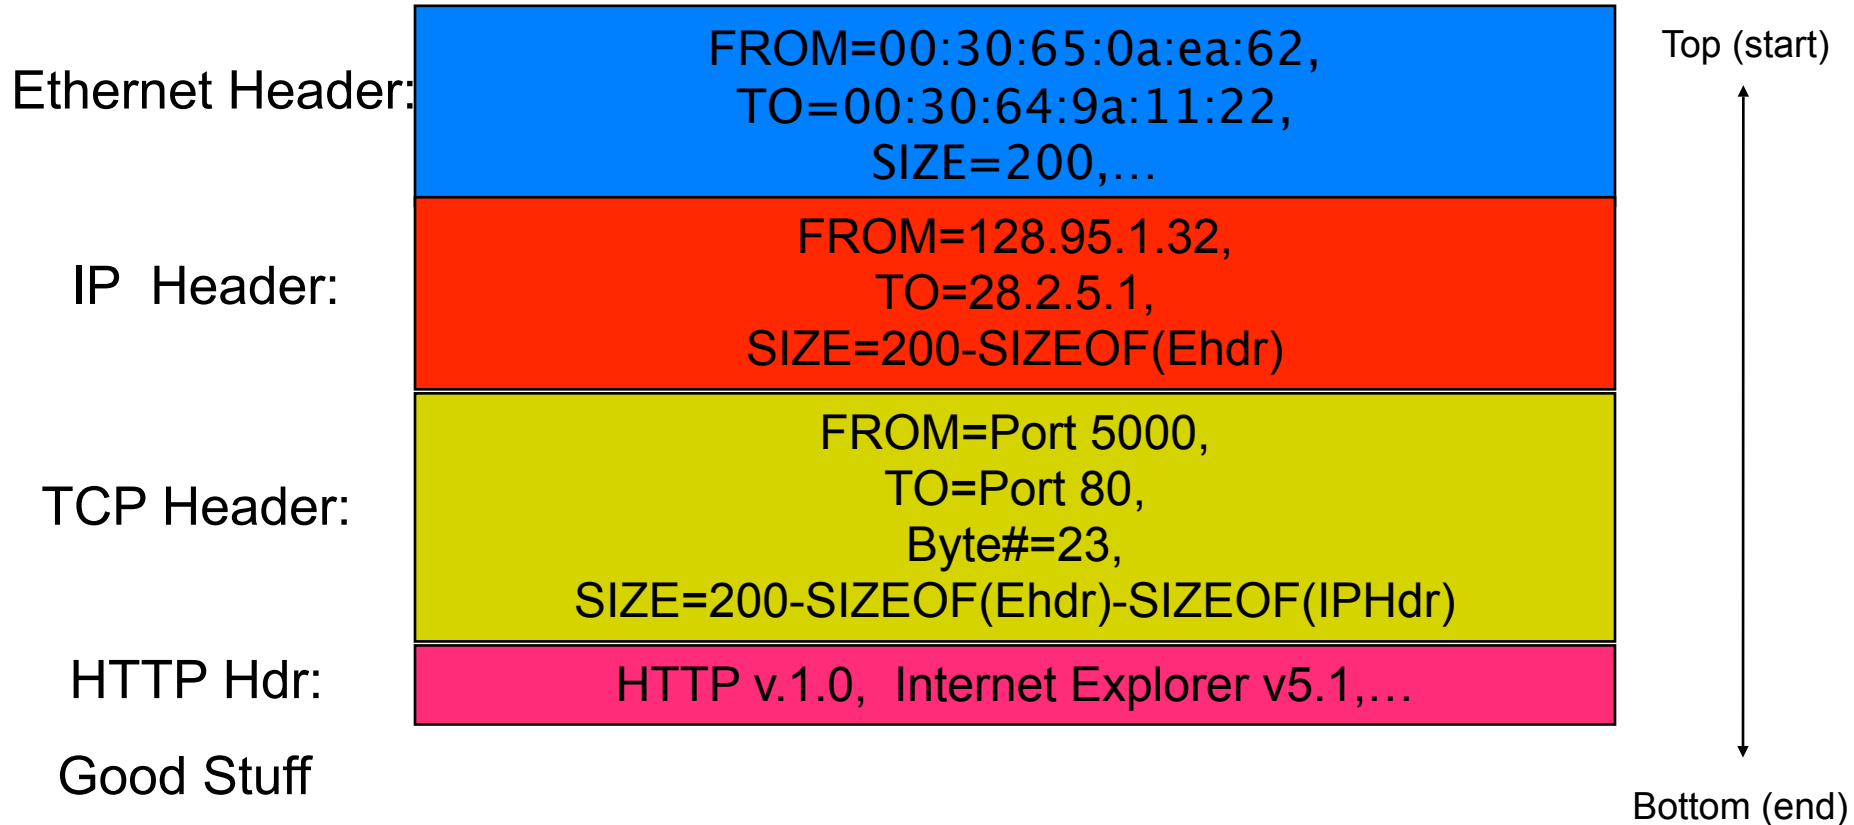 Ethernet Header:
FROM=00:30:65:0a:ea:62,
TO=00:30:64:9a:11:22,
SIZE=200,…
Top (start)
IP Header:
FROM=128.95.1.32,
TO=28.2.5.1,
SIZE=200-SIZEOF(Ehdr)
TCP Header:
FROM=Port 5000,
TO=Port 80,
Byte#=23,
SIZE=200-SIZEOF(Ehdr)-SIZEOF(IPHdr)
HTTP Hdr:
HTTP v.1.0, Internet Explorer v5.1,…
Good Stuff
Bottom (end)